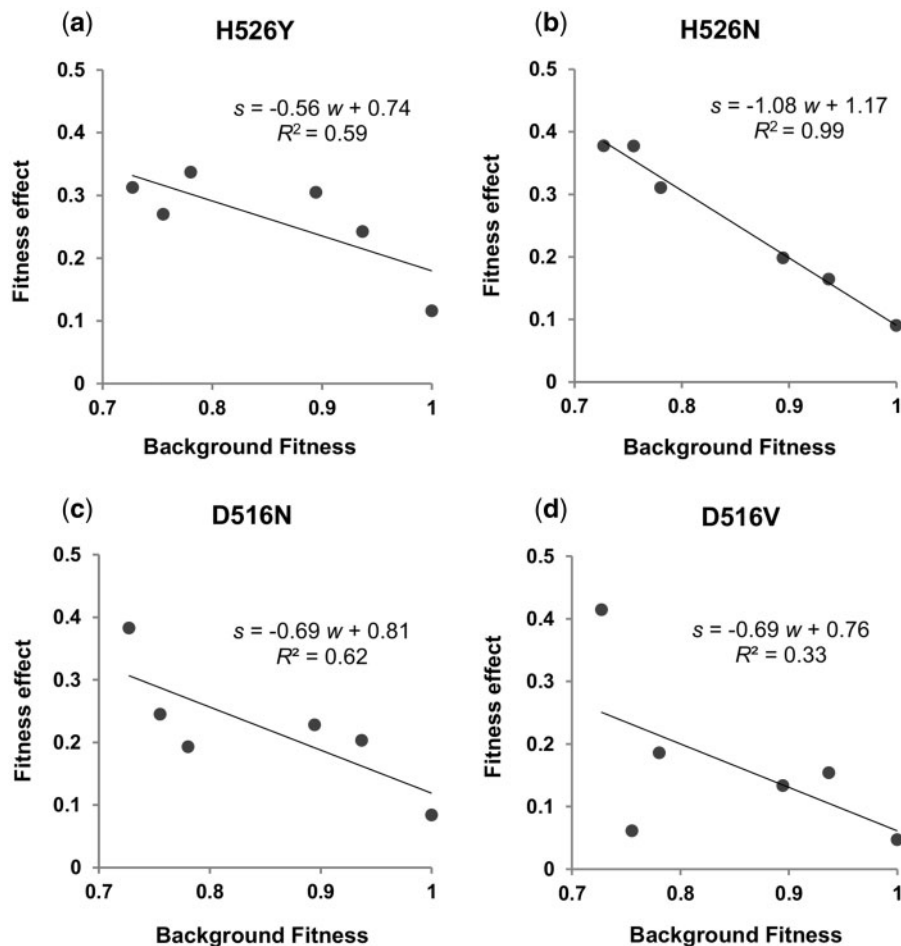 (a)
H526Y
0.5
0.4
0.3
0.2
0.1
0
Fitness effect
s = -0.56 w + 0.74
R² = 0.59
0.7
0.8
0.9
1
Background Fitness
(b)
H526N
0.5
0.4
0.3
0.2
0.1
0
Fitness effect
s = -1.08 w + 1.17
R² = 0.99
0.7
0.8
0.9
1
Background Fitness
(c)
D516N
0.5
0.4
0.3
0.2
0.1
0
Fitness effect
s = -0.69 w + 0.81
R² = 0.62
0.7
0.8
0.9
1
Background Fitness
(d)
D516V
0.5
0.4
0.3
0.2
0.1
0
Fitness effect
s = -0.69 w + 0.76
R² = 0.33
0.7
0.8
0.9
1
Background Fitness